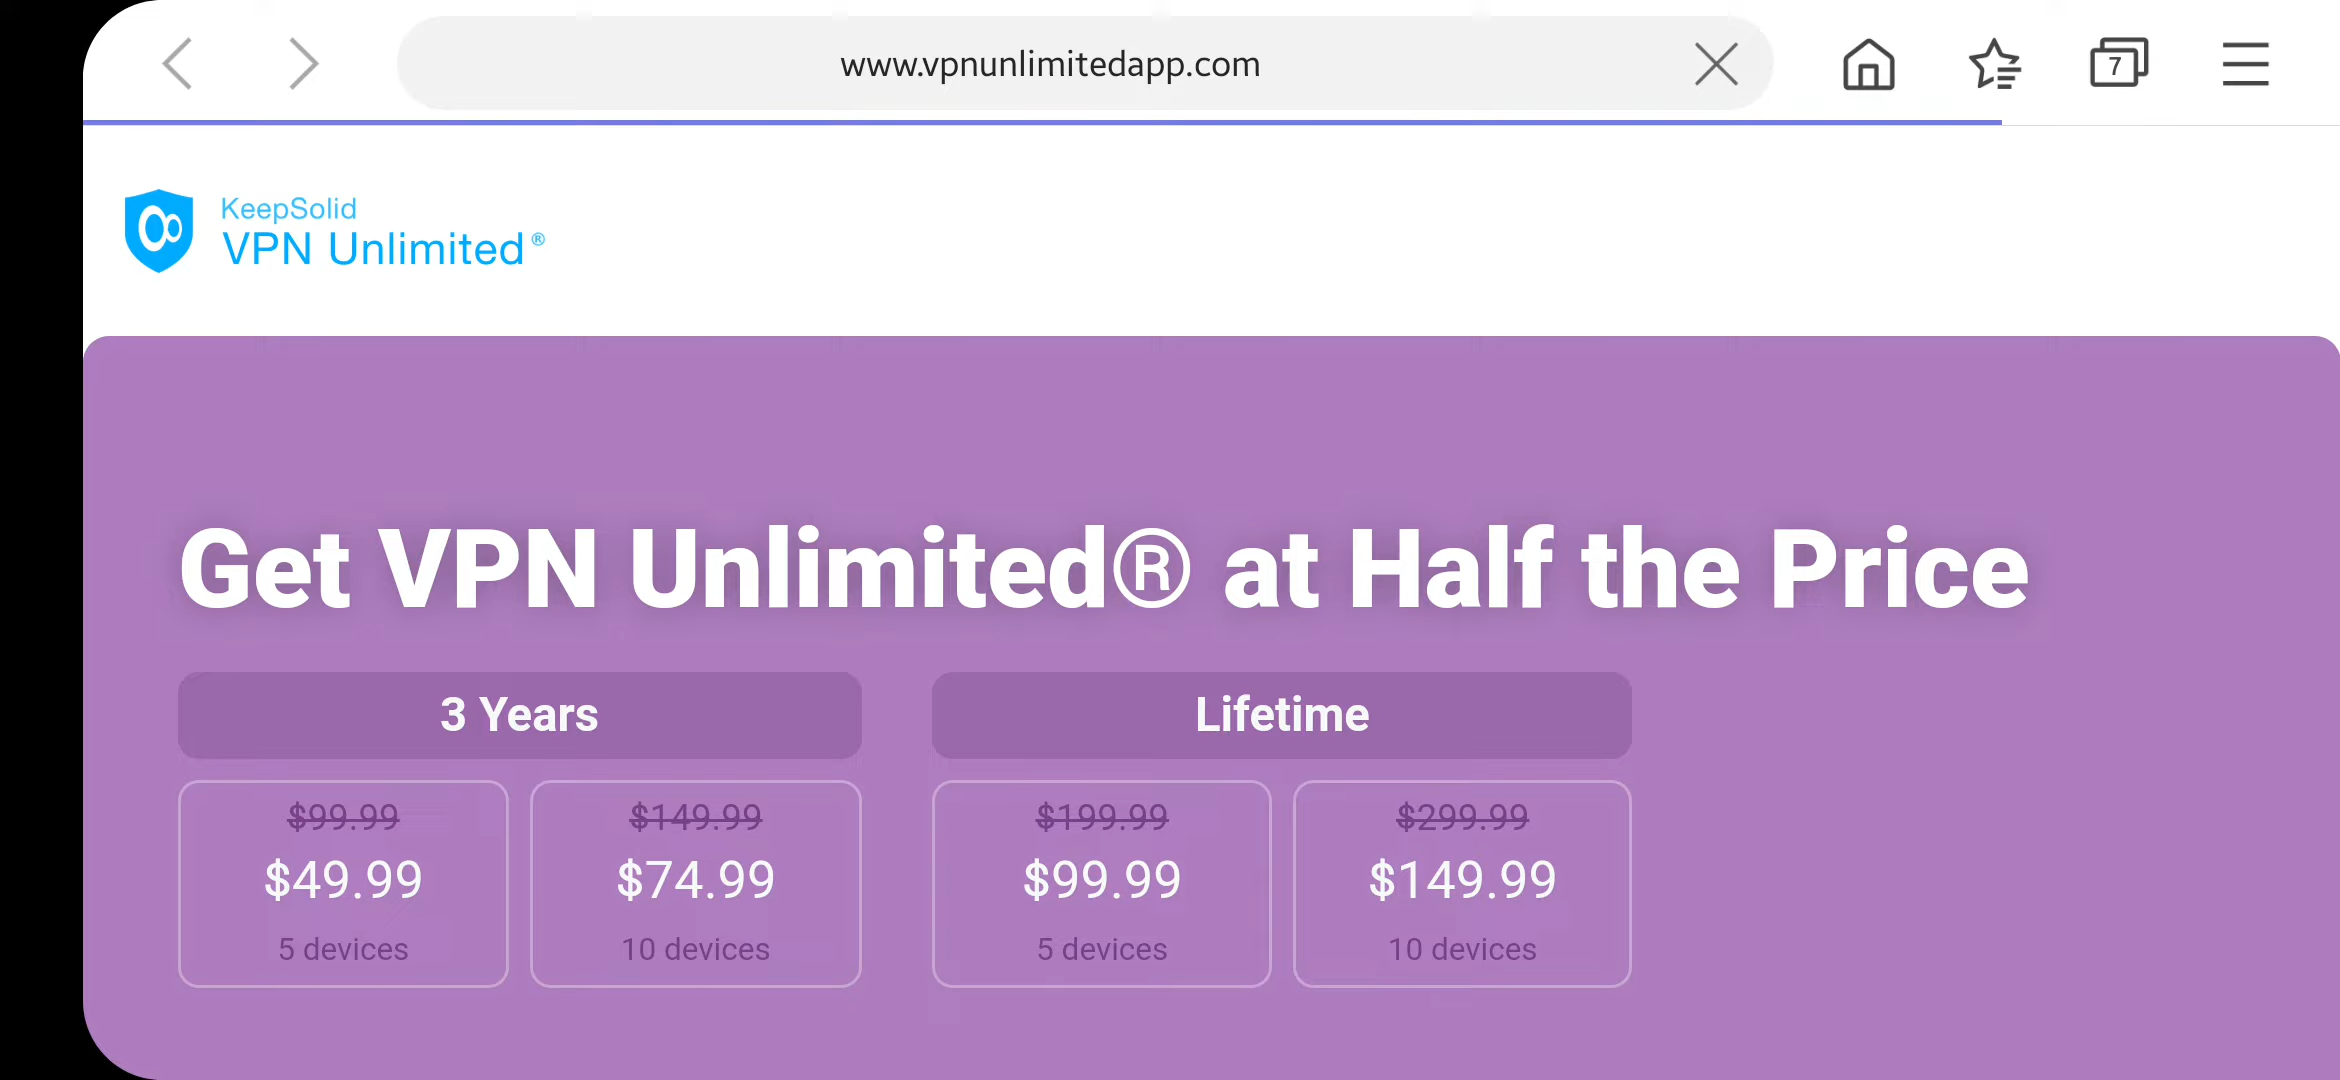 www.vpnunlimitedapp.com
7
KeepSolid
VPN Unlimited®
Get VPN Unlimited® at Half the Price
3 Years
Lifetime
$99.99
$149.99
$199.99
$299.99
$49.99
$74.99
$99.99
$149.99
5 devices
10 devices
5 devices
10 devices